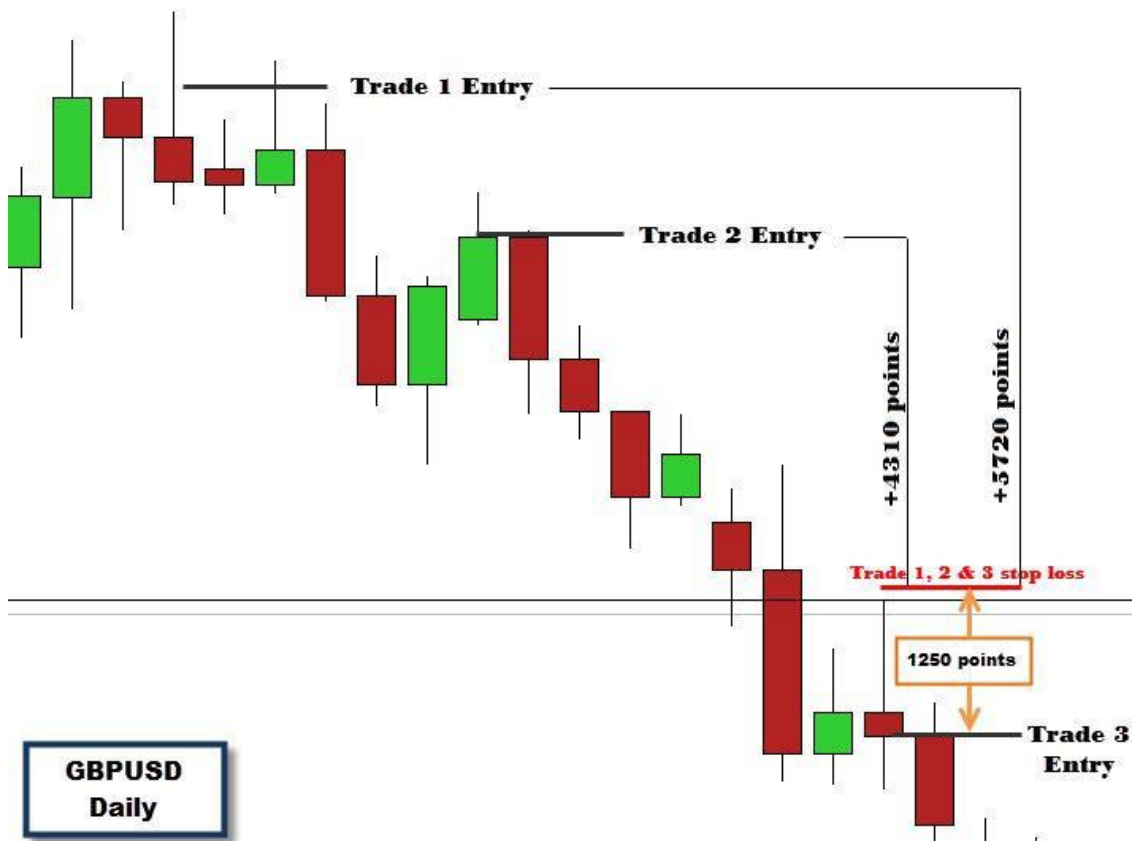 Trade 1 Entry
Trade 2 Entry
+4310 points
+5720 points
Trade 1, 2 & 3 stop loss
1250 points
Trade 3
Entry
GBPUSD
Daily